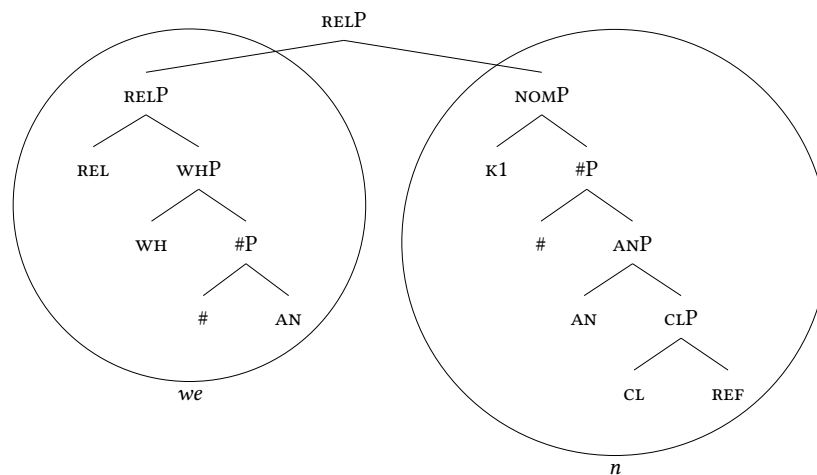 RELP
RELP NOMP
REL WHP K1 #P
WH #P # ANP
# AN AN CLP
we CL REF
n